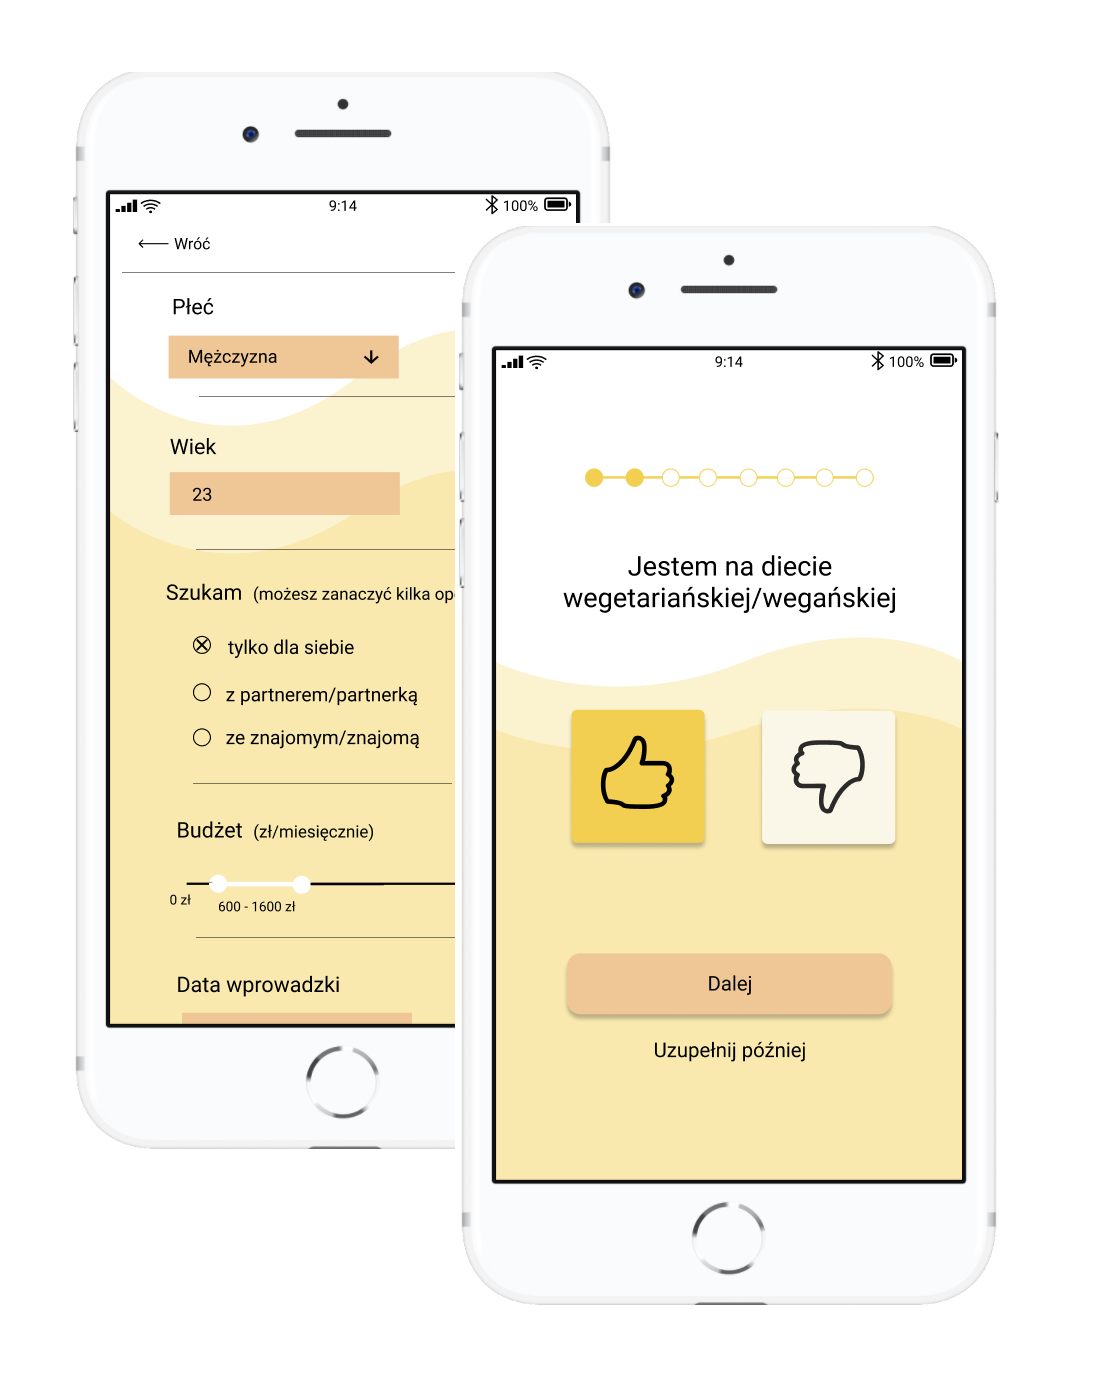 9:14
100%
Wróć
Płeć
Mężczyzna
Wiek
23
Szukam (możesz zanaczyć kilka
tylko dla siebie
z partnerem/partnerką
ze znajomym/znajomą
Budżet (zł/miesięcznie)
0 zł
600 - 1600 zł
Data wprowadzki
9:14
100%
Jestem na diecie
wegetariańskiej/wegańskiej
Dalej
Uzupełnij później